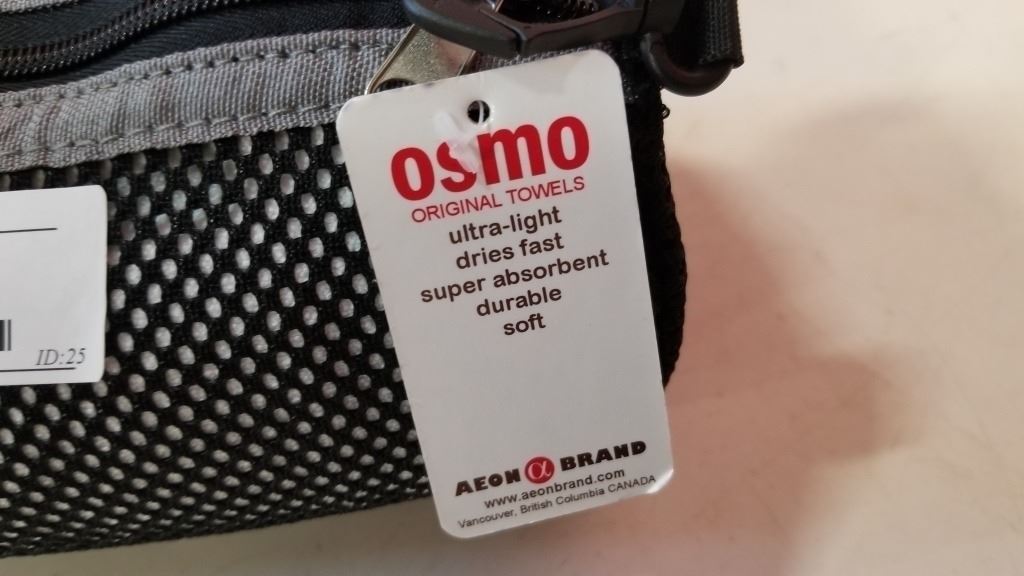 osmo
ORIGINAL TOWELS
ultra-light
dries fast
super absorbent
durable
soft
AEON α BRAND
www.aeonbrand.com
Vancouver, British Columbia CANADA
ID:25